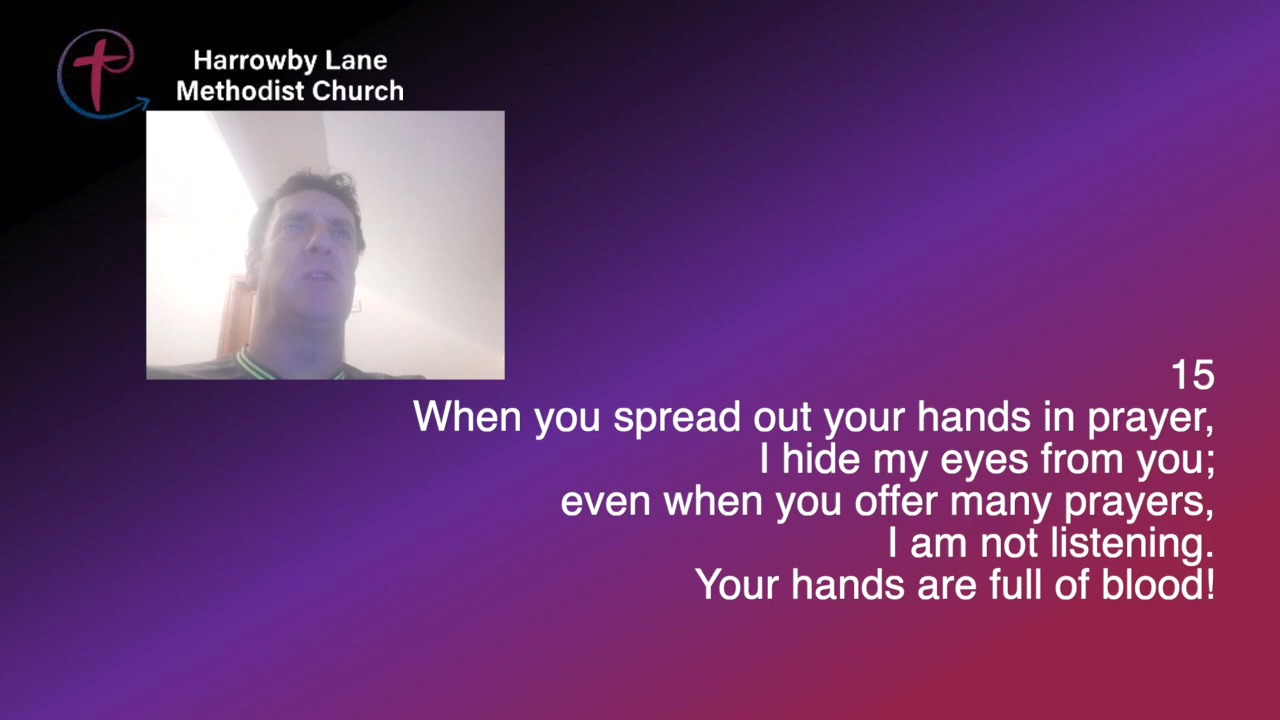 Harrowby Lane
Methodist Church
15
When you spread out your hands in prayer,
I hide my eyes from you;
even when you offer many prayers,
I am not listening.
Your hands are full of blood!